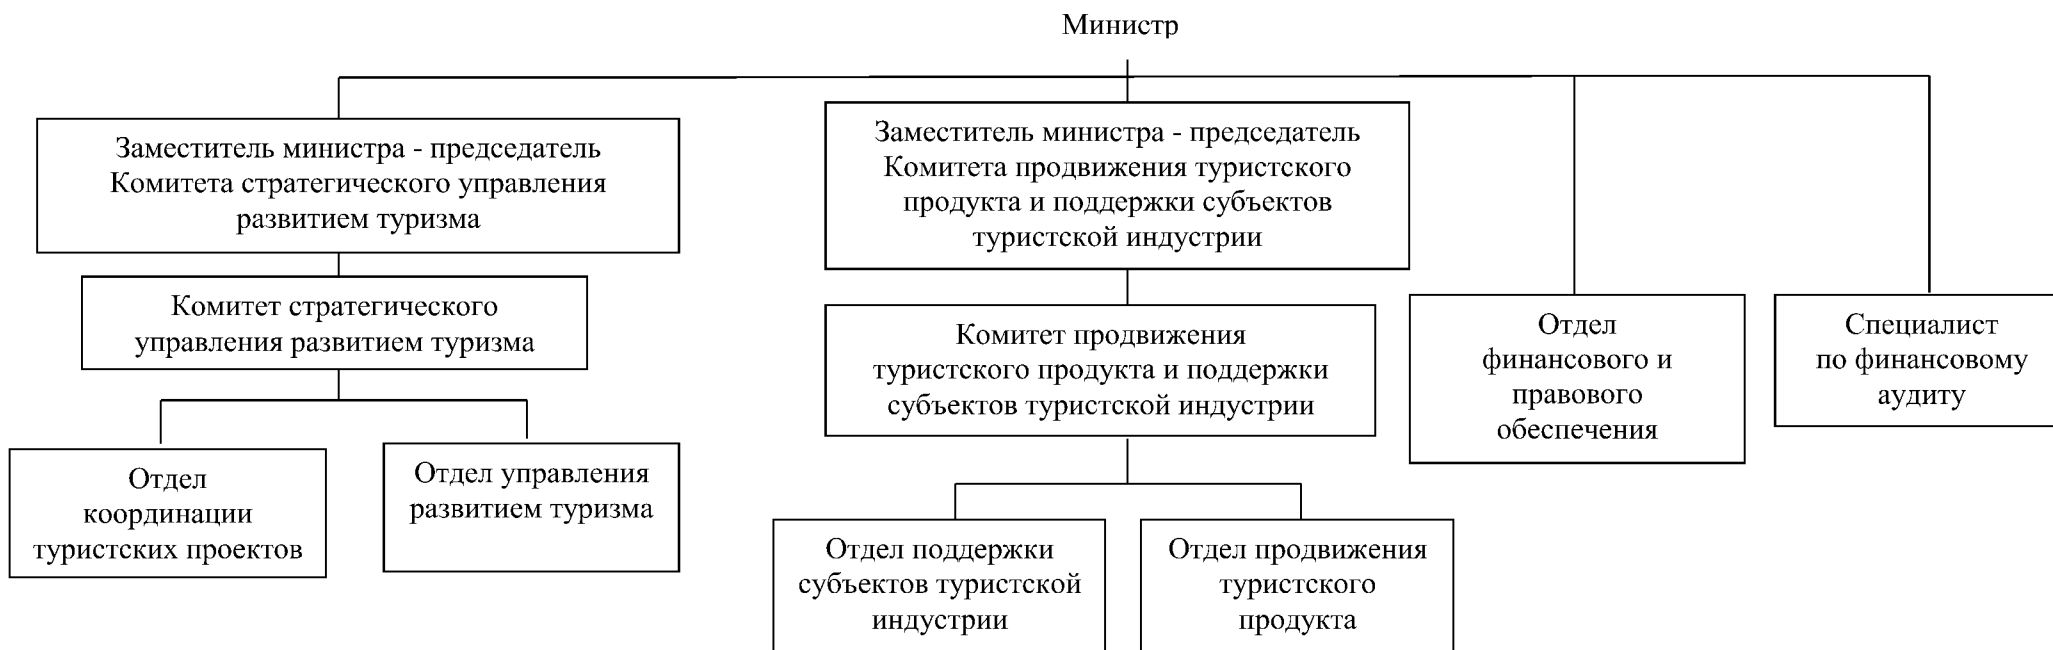 Министр
Заместитель министра - председатель
Комитета стратегического управления
развитием туризма
Заместитель министра - председатель
Комитета продвижения туристского
продукта и поддержки субъектов
туристской индустрии
Комитет стратегического
управления развитием туризма
Комитет продвижения
туристского продукта и поддержки
субъектов туристской индустрии
Отдел
финансового и
правового
обеспечения
Специалист
по финансовому
аудиту
Отдел
координации
туристских проектов
Отдел управления
развитием туризма
Отдел поддержки
субъектов туристской
индустрии
Отдел продвижения
туристского
продукта